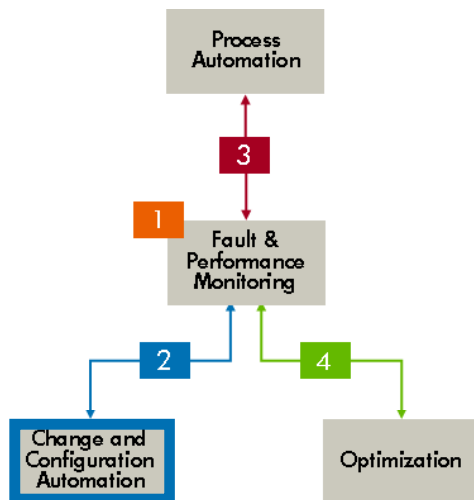 Process
Automation
3
1
Fault &
Performance
Monitoring
2
4
Change and
Configuration
Automation
Optimization